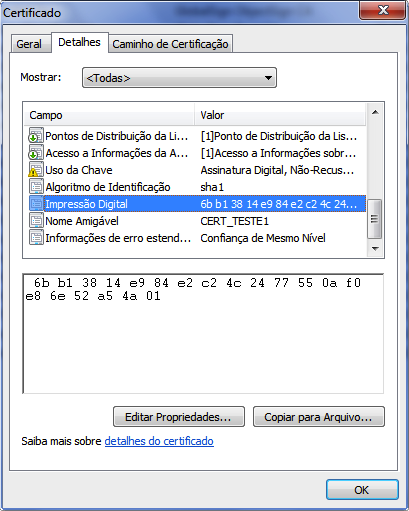 Certificado
Geral
Detalhes
Caminho de Certificação
Mostrar:
<Todas>
Campo Valor
Pontos de Distribuição da Li... [1]Ponto de Distribuição da Lis...
Acesso a Informações da A... [1]Acesso a Informações sobr...
Uso da Chave Assinatura Digital, Não-Recus...
Algoritmo de Identificação sha1
Impressão Digital 6b b1 38 14 e9 84 e2 c2 4c 24...
Nome Amigável CERT_TESTE1
Informações de erro estend... Confiança de Mesmo Nível
6b b1 38 14 e9 84 e2 c2 4c 24 77 55 0a f0
e8 6e 52 a5 4a 01
Editar Propriedades...
Copiar para Arquivo...
Saiba mais sobre detalhes do certificado
OK